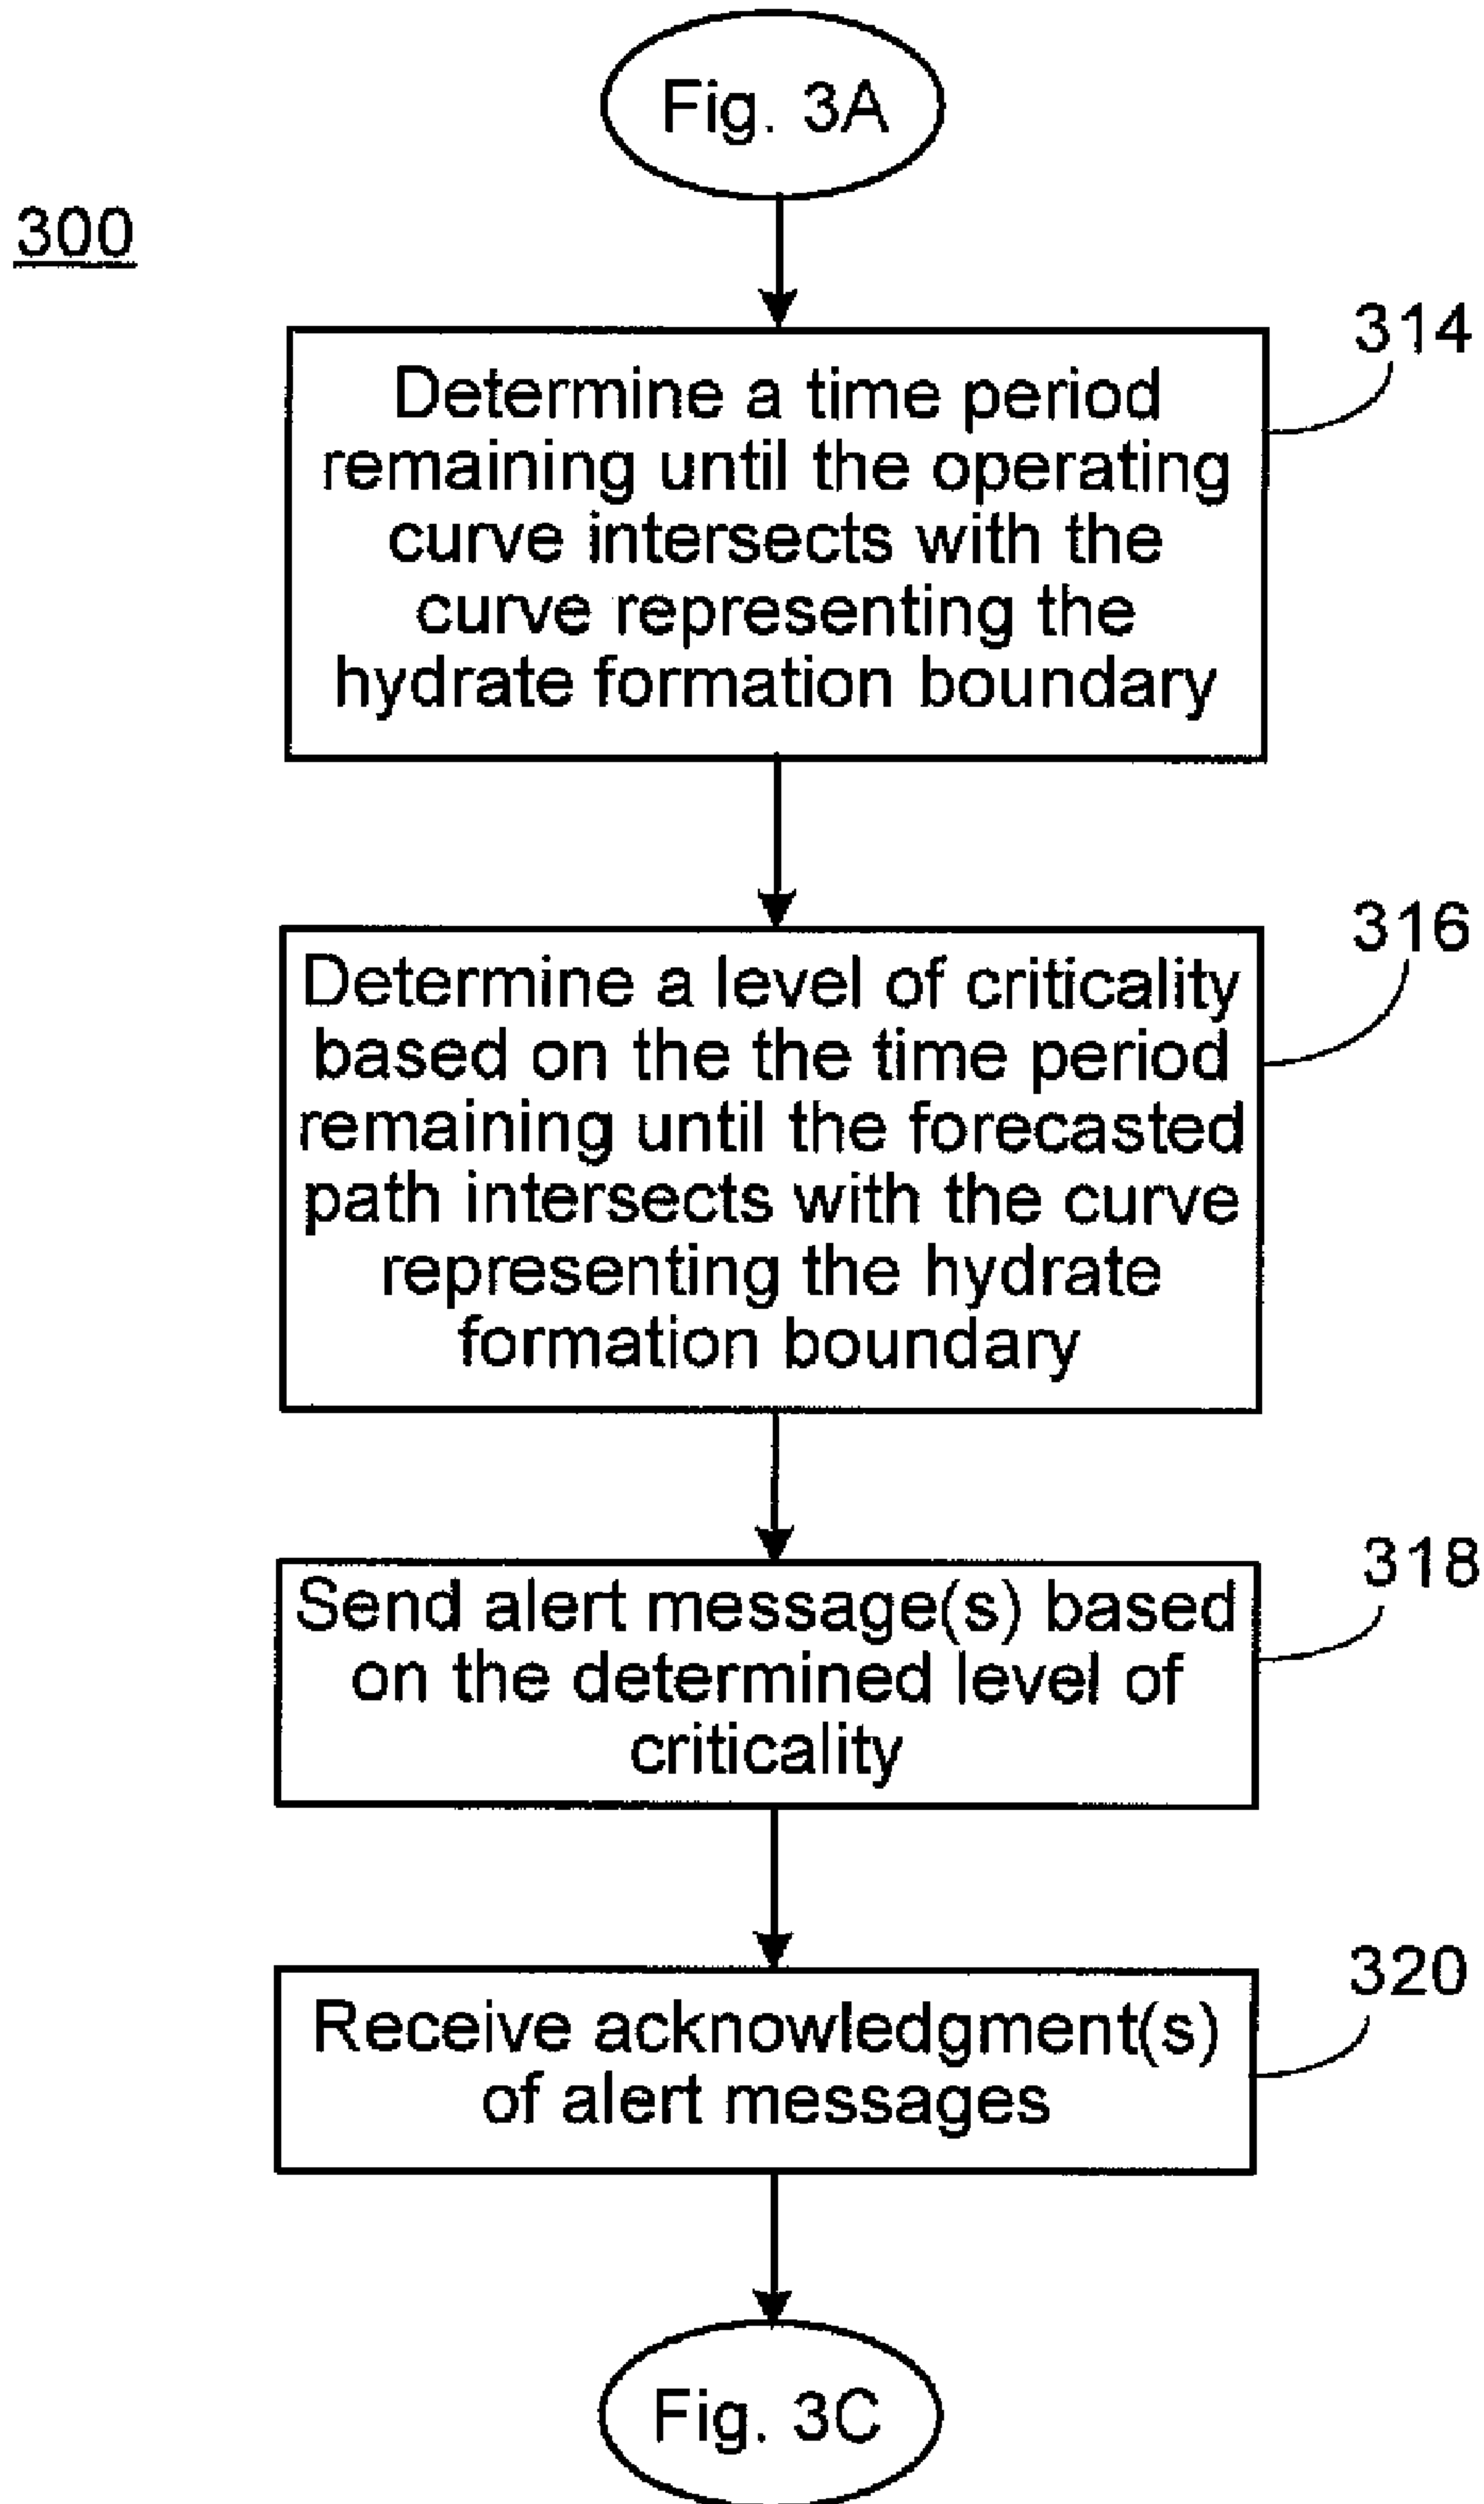 Fig. 3A
300
314
Determine a time period
remaining until the operating
curve intersects with the
curve representing the
hydrate formation boundary
316
Determine a level of criticality
based on the the time period
remaining until the forecasted
path intersects with the curve
representing the hydrate
formation boundary
318
Send alert message(s) based
on the determined level of
criticality
320
Receive acknowledgment(s)
of alert messages
Fig. 3C